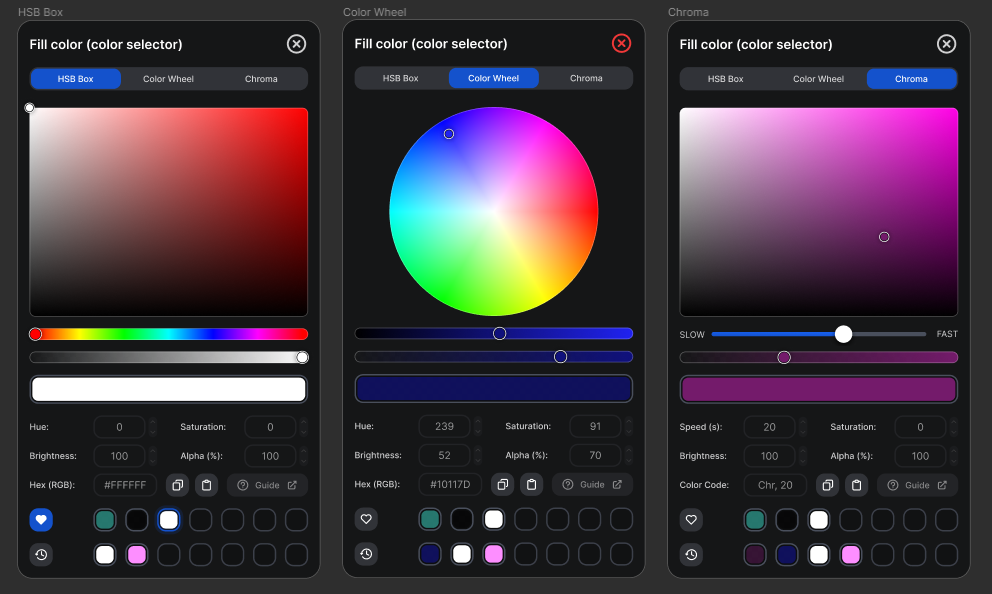 HSB Box
Fill color (color selector)
HSB Box Color Wheel Chroma
Hue: 0 Saturation: 0
Brightness: 100 Alpha (%): 100
Hex (RGB): #FFFFFF Guide
Color Wheel
Fill color (color selector)
HSB Box Color Wheel Chroma
Hue: 239 Saturation: 91
Brightness: 52 Alpha (%): 70
Hex (RGB): #10117D Guide
Chroma
Fill color (color selector)
HSB Box Color Wheel Chroma
SLOW FAST
Speed (s): 20 Saturation: 0
Brightness: 100 Alpha (%): 100
Color Code: Chr, 20 Guide